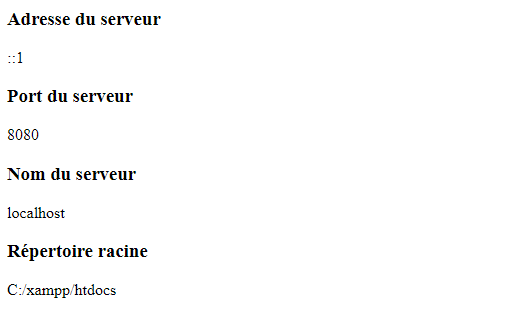 Adresse du serveur
::1
Port du serveur
8080
Nom du serveur
localhost
Répertoire racine
C:/xampp/htdocs